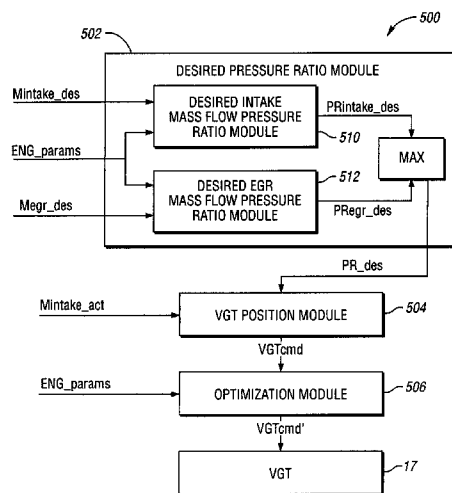 500
502
DESIRED PRESSURE RATIO MODULE
Mintake_des
DESIRED INTAKE
MASS FLOW PRESSURE
RATIO MODULE
510
PRintake_des
ENG_params
MAX
512
DESIRED EGR
MASS FLOW PRESSURE
RATIO MODULE
Megr_des
PRegr_des
PR_des
Mintake_act
VGT POSITION MODULE
504
VGTcmd
ENG_params
OPTIMIZATION MODULE
506
VGTcmd'
VGT
17